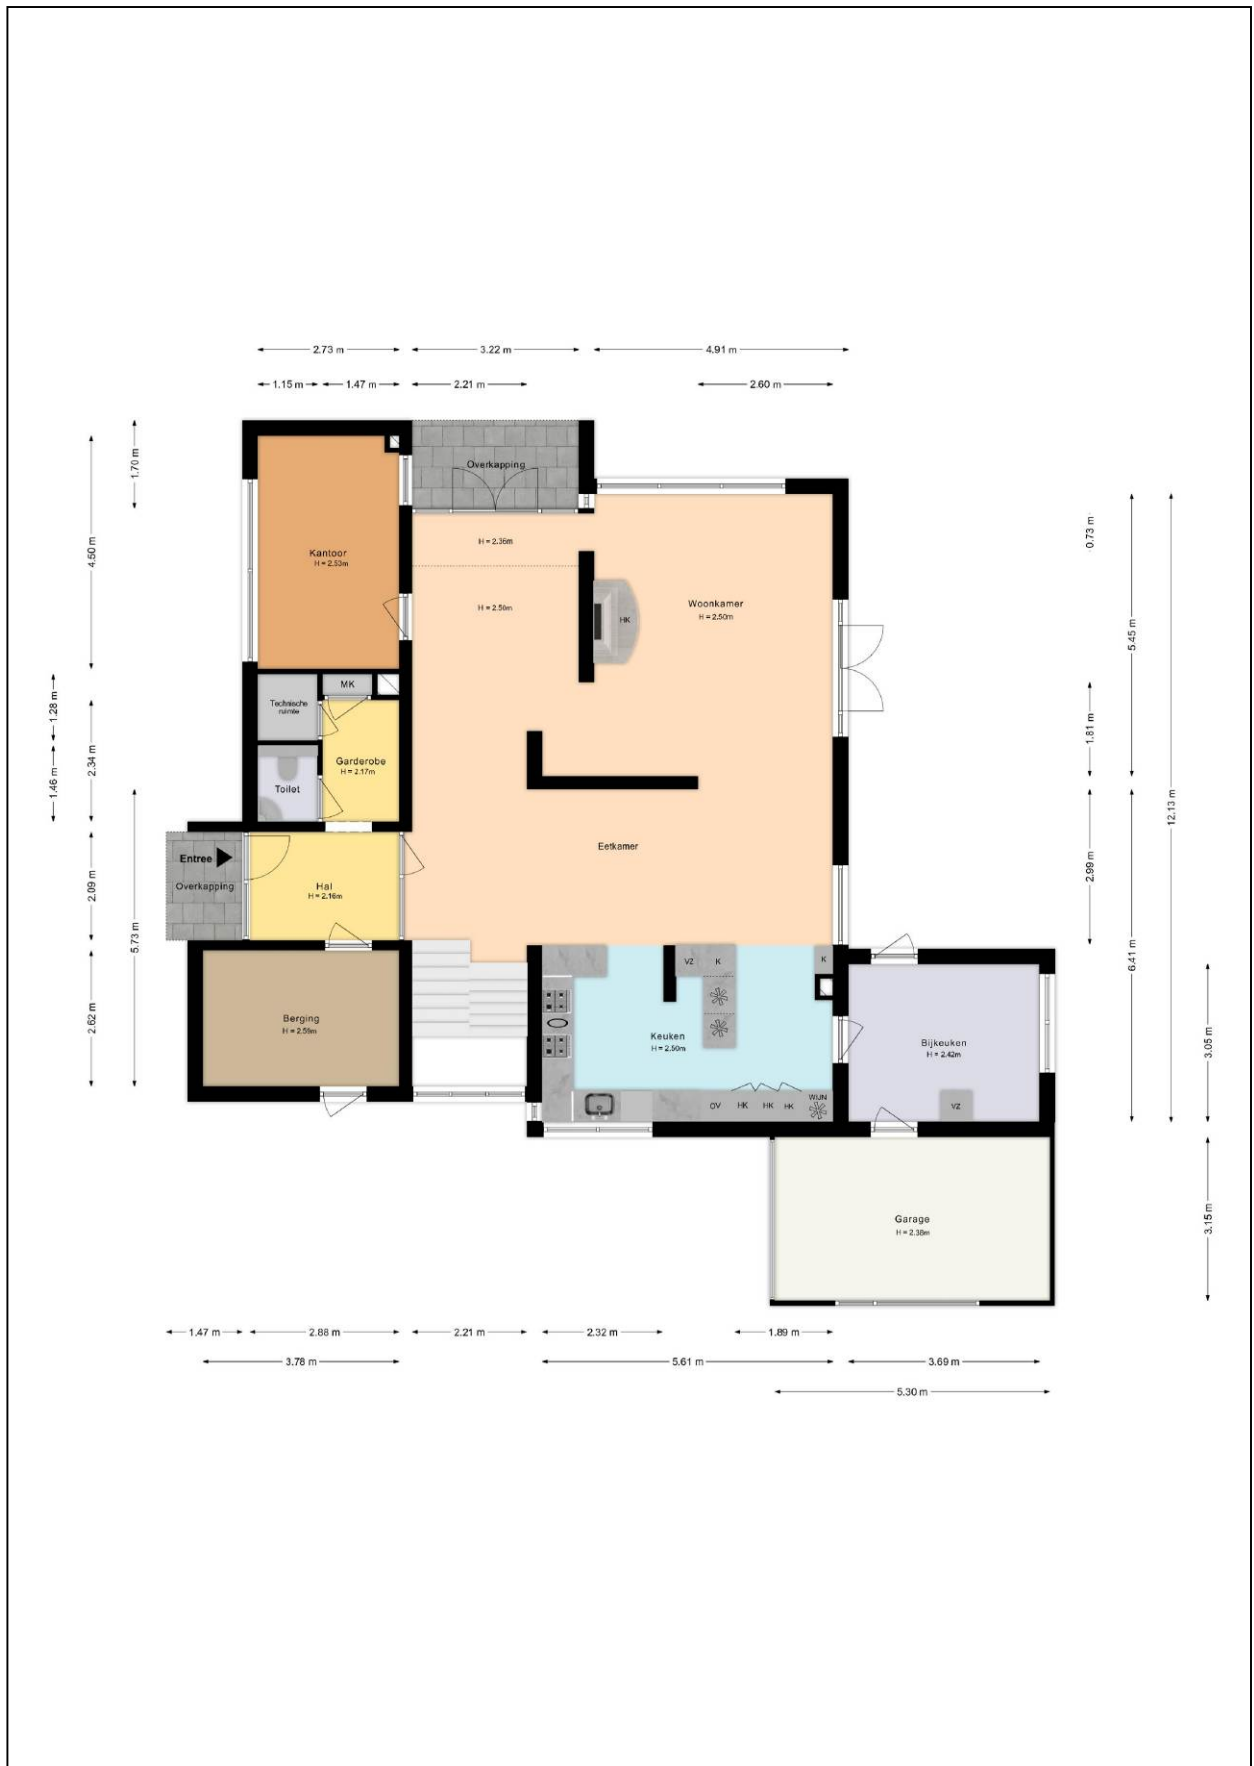 2.73 m
3.22 m
4.91 m
1.15 m
1.47 m
2.21 m
2.60 m
1.70 m
4.50 m
1.28 m
2.34 m
1.46 m
2.09 m
5.73 m
2.62 m
Overkapping
Kantoor
H = 2.53m
H = 2.36m
H = 2.50m
Woonkamer
H = 2.50m
HK
MK
Technische
ruimte
Garderobe
H = 2.17m
Toilet
Entree
Overkapping
Hal
H = 2.16m
Eetkamer
Berging
H = 2.59m
VZ
K
K
Keuken
H = 2.50m
OV
HK
HK
HK
WIJN
Bijkeuken
H = 2.42m
VZ
Garage
H = 2.38m
0.73 m
5.45 m
1.81 m
12.13 m
2.99 m
6.41 m
3.05 m
3.15 m
1.47 m
2.88 m
2.21 m
2.32 m
1.89 m
3.78 m
5.61 m
3.69 m
5.30 m